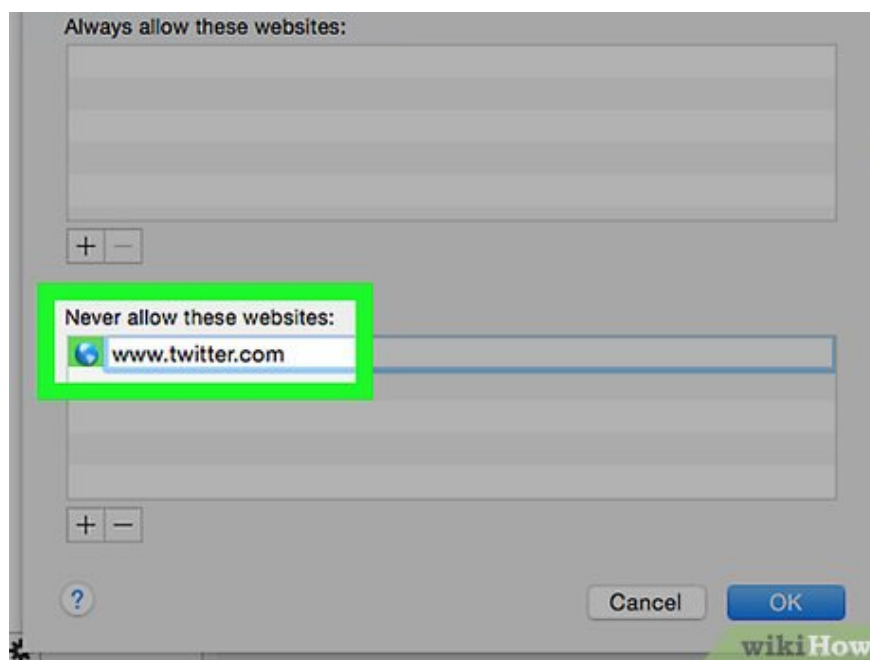 Always allow these websites:
+ −
Never allow these websites:
www.twitter.com
+ −
?
Cancel OK
wikiHow